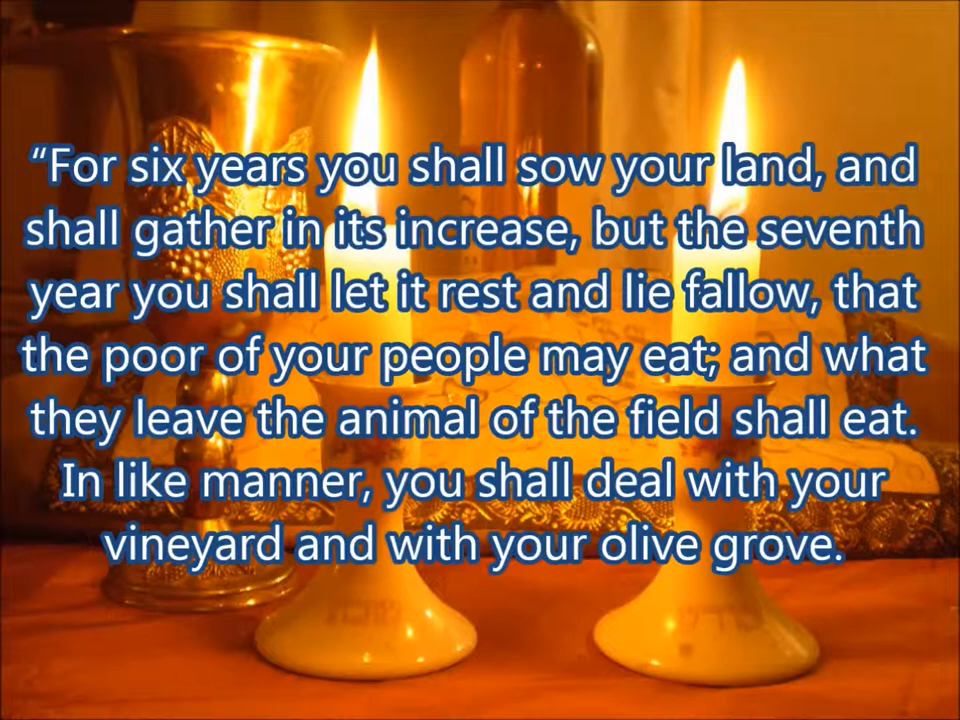 “For six years you shall sow your land, and
shall gather in its increase, but the seventh
year you shall let it rest and lie fallow, that
the poor of your people may eat; and what
they leave the animal of the field shall eat.
In like manner, you shall deal with your
vineyard and with your olive grove.